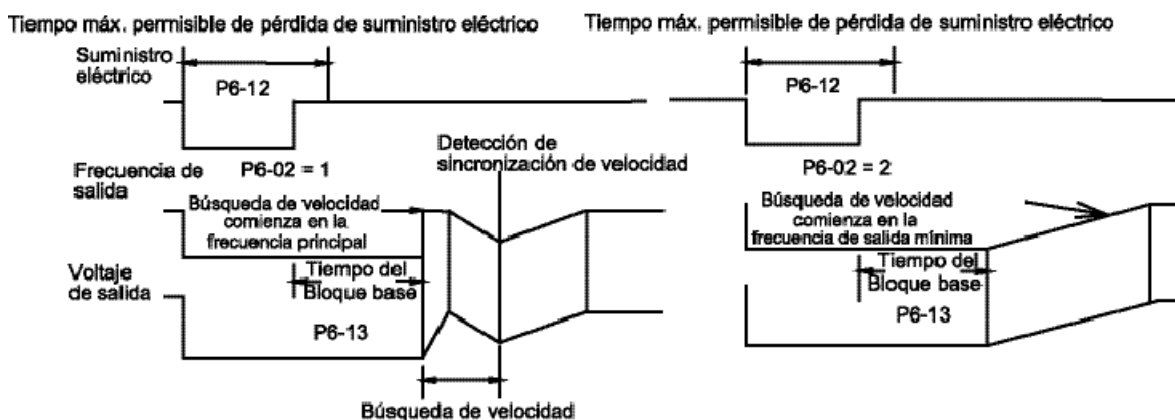 Tiempo máx. permisible de pérdida de suministro eléctrico
Suministro
eléctrico
P6-12
P6-02 = 1
Detección de
sincronización de velocidad
Frecuencia de
salida
Búsqueda de velocidad
comienza en la
frecuencia principal
Voltaje
de salida
Tiempo del
Bloque base
P6-13
Búsqueda de velocidad
Tiempo máx. permisible de pérdida de suministro eléctrico
P6-12
P6-02 = 2
Búsqueda de velocidad
comienza en la
frecuencia de salida mínima
Tiempo del
Bloque base
P6-13